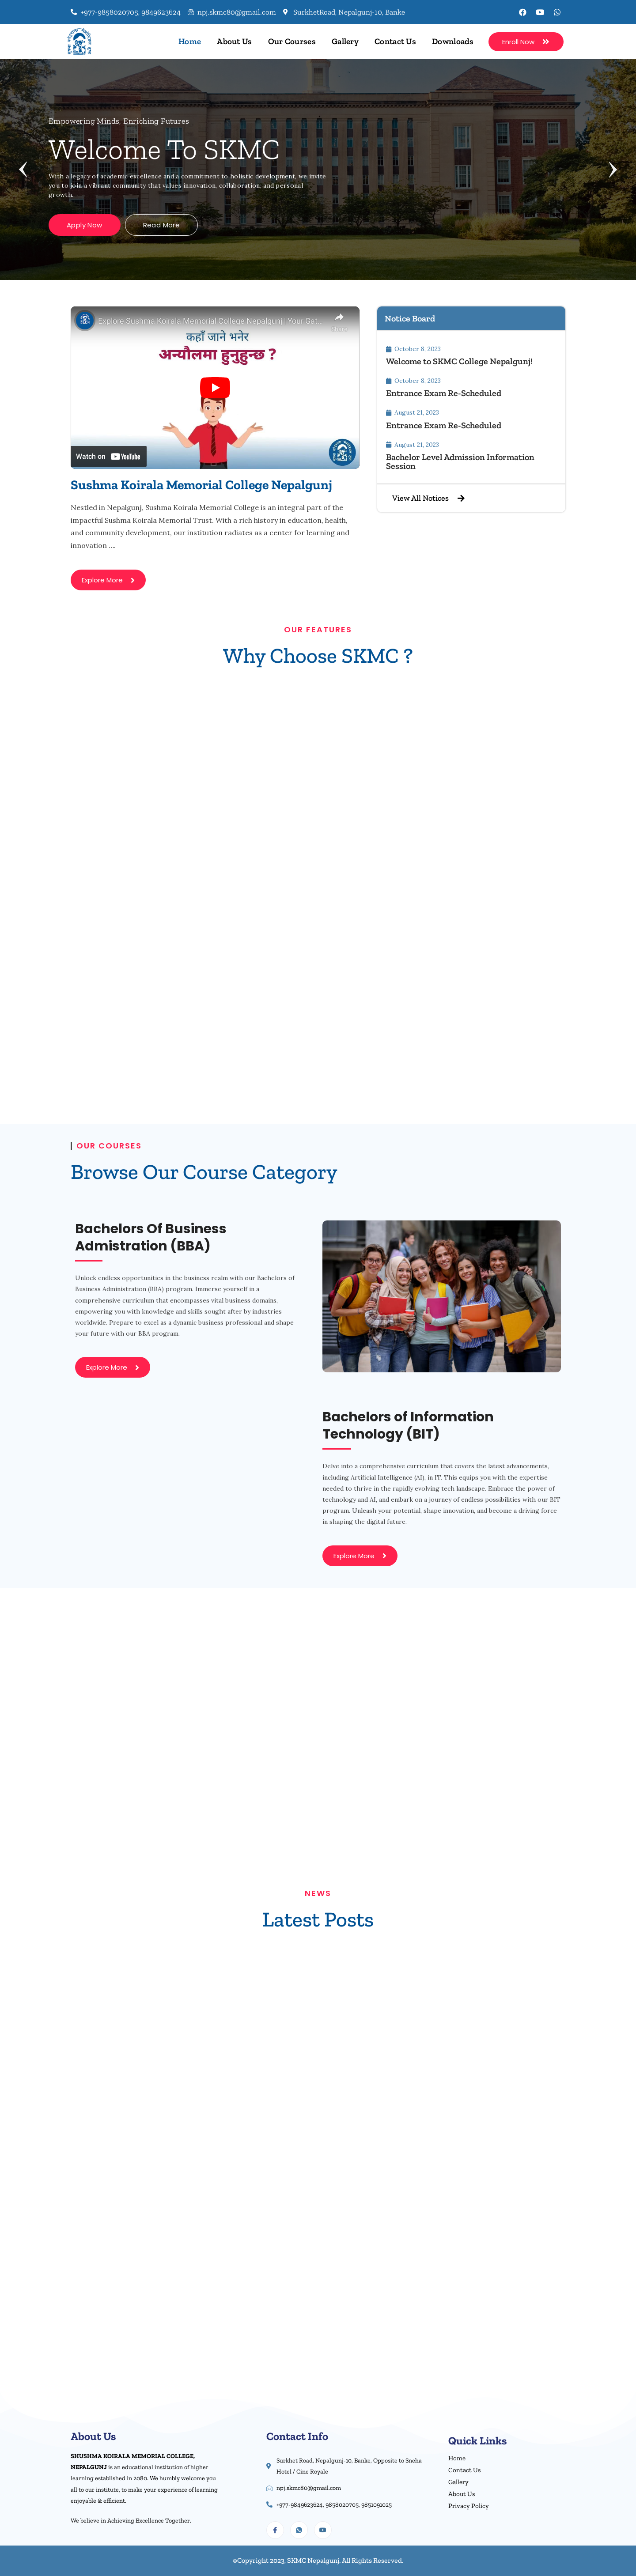 +977-9858020705, 9849623624 npj.skmc80@gmail.com SurkhetRoad, Nepalgunj-10, Banke
Home About Us Our Courses Gallery Contact Us Downloads Enroll Now
Empowering Minds, Enriching Futures
Welcome To SKMC
With a legacy of academic excellence and a commitment to holistic development, we invite
you to join a vibrant community that values innovation, collaboration, and personal
growth.
Apply Now Read More
Explore Sushma Koirala Memorial College Nepalgunj | Your Gat
कहाँ जाने भनेर
अन्यौलमा हुनुहुन्छ ?
Watch on YouTube
Sushma Koirala Memorial College Nepalgunj
Nestled in Nepalgunj, Sushma Koirala Memorial College is an integral part of the
impactful Sushma Koirala Memorial Trust. With a rich history in education, health,
and community development, our institution radiates as a center for learning and
innovation ....
Explore More
Notice Board
October 8, 2023
Welcome to SKMC College Nepalgunj!
October 8, 2023
Entrance Exam Re-Scheduled
August 21, 2023
Entrance Exam Re-Scheduled
August 21, 2023
Bachelor Level Admission Information
Session
View All Notices
OUR FEATURES
Why Choose SKMC ?
OUR COURSES
Browse Our Course Category
Bachelors Of Business
Admistration (BBA)
Unlock endless opportunities in the business realm with our Bachelors of
Business Administration (BBA) program. Immerse yourself in a
comprehensive curriculum that encompasses vital business domains,
empowering you with knowledge and skills sought after by industries
worldwide. Prepare to excel as a dynamic business professional and shape
your future with our BBA program.
Explore More
Bachelors of Information
Technology (BIT)
Delve into a comprehensive curriculum that covers the latest advancements,
including Artificial Intelligence (AI), in IT. This equips you with the expertise
needed to thrive in the rapidly evolving tech landscape. Embrace the power of
technology and AI, and embark on a journey of endless possibilities with our BIT
program. Unleash your potential, shape innovation, and become a driving force
in shaping the digital future.
Explore More
NEWS
Latest Posts
About Us
SHUSHMA KOIRALA MEMORIAL COLLEGE,
NEPALGUNJ is an educational institution of higher
learning established in 2080. We humbly welcome you
all to our institute, to make your experience of learning
enjoyable & efficient.
We believe in Achieving Excellence Together.
Contact Info
Surkhet Road, Nepalgunj-10, Banke, Opposite to Sneha
Hotel / Cine Royale
npj.skmc80@gmail.com
+977-9849623624, 9858020705, 9851091025
Quick Links
Home
Contact Us
Gallery
About Us
Privacy Policy
©Copyright 2023, SKMC Nepalgunj. All Rights Reserved.